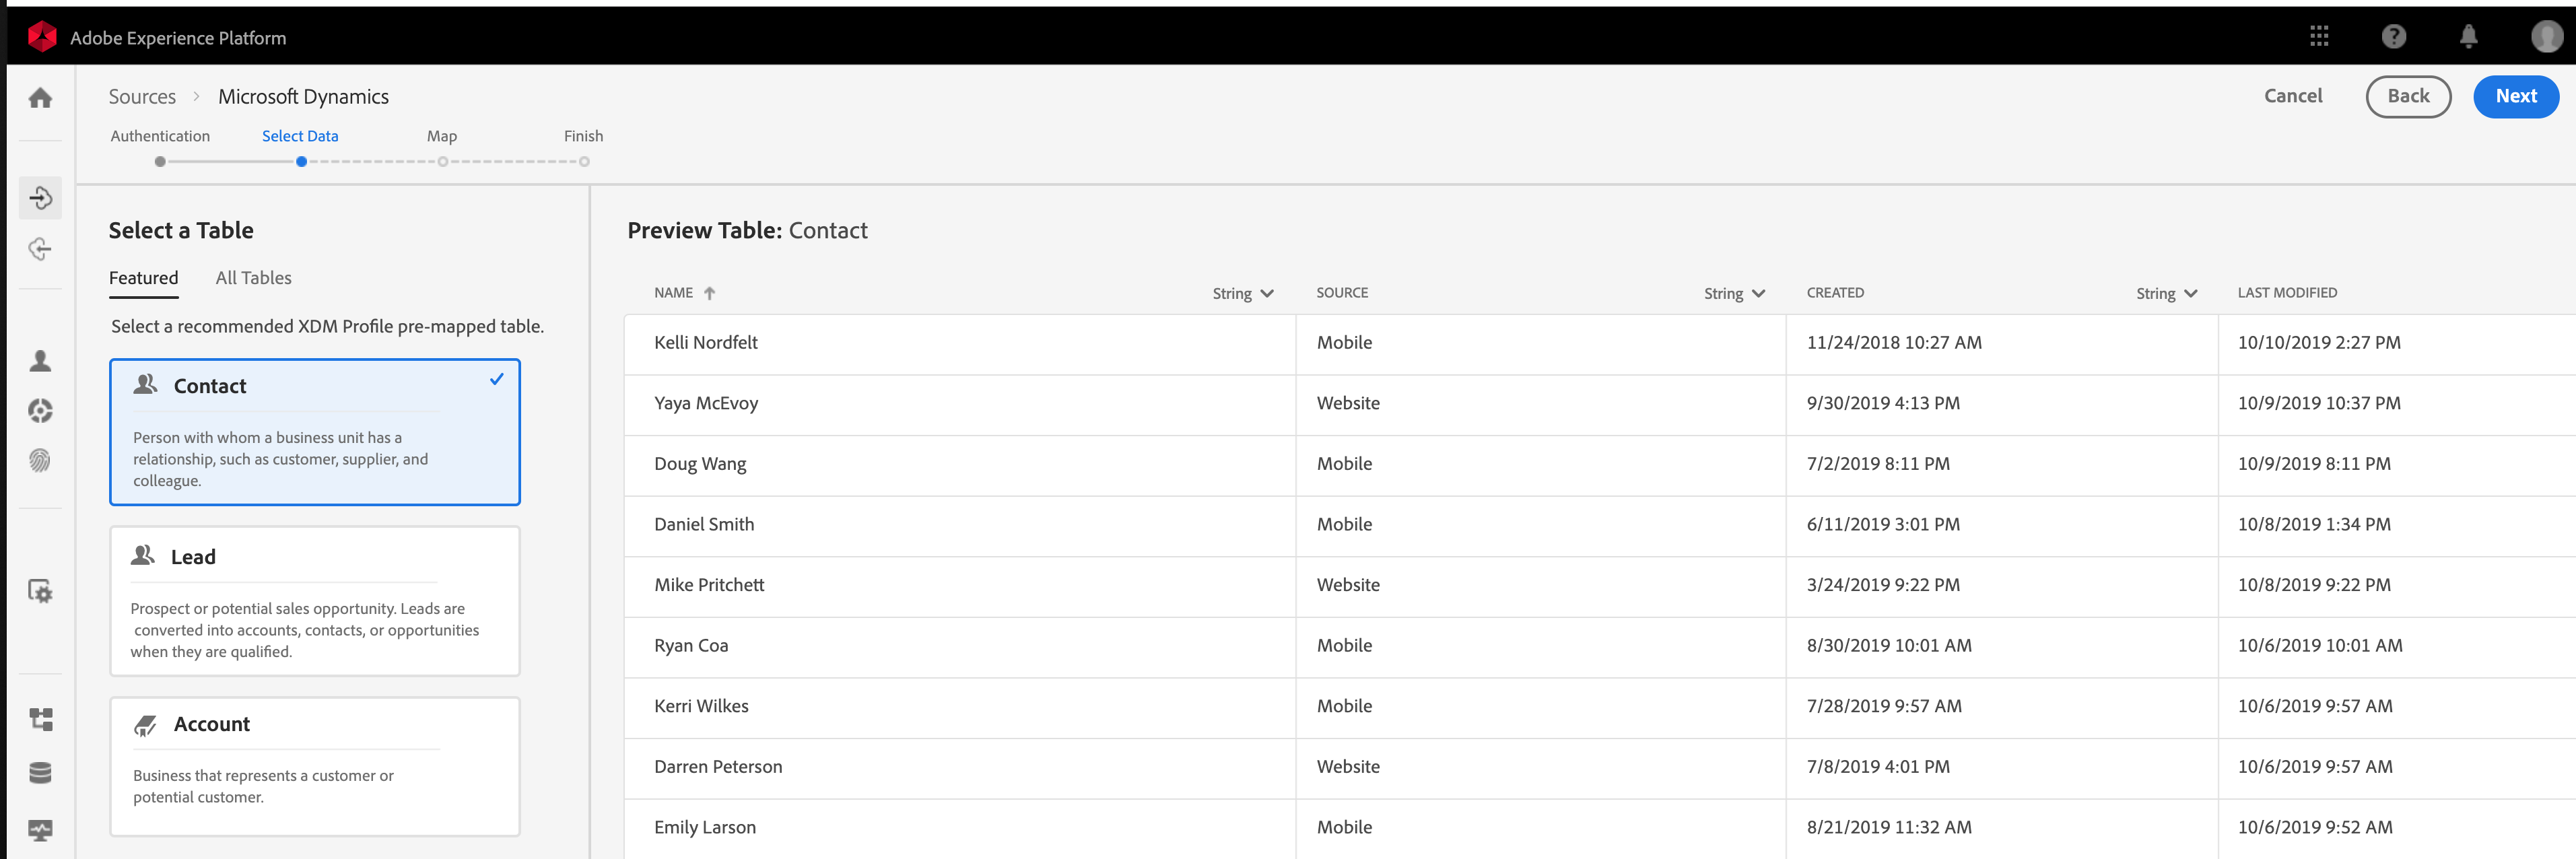 Adobe Experience Platform
Sources > Microsoft Dynamics
Cancel Back Next
Authentication Select Data Map Finish
Select a Table
Featured All Tables
Select a recommended XDM Profile pre-mapped table.
Contact
Person with whom a business unit has a
relationship, such as customer, supplier, and
colleague.
Lead
Prospect or potential sales opportunity. Leads are
converted into accounts, contacts, or opportunities
when they are qualified.
Account
Business that represents a customer or
potential customer.
Preview Table: Contact
NAME String SOURCE String CREATED String LAST MODIFIED
Kelli Nordfelt Mobile 11/24/2018 10:27 AM 10/10/2019 2:27 PM
Yaya McEvoy Website 9/30/2019 4:13 PM 10/9/2019 10:37 PM
Doug Wang Mobile 7/2/2019 8:11 PM 10/9/2019 8:11 PM
Daniel Smith Mobile 6/11/2019 3:01 PM 10/8/2019 1:34 PM
Mike Pritchett Website 3/24/2019 9:22 PM 10/8/2019 9:22 PM
Ryan Coa Mobile 8/30/2019 10:01 AM 10/6/2019 10:01 AM
Kerri Wilkes Mobile 7/28/2019 9:57 AM 10/6/2019 9:57 AM
Darren Peterson Website 7/8/2019 4:01 PM 10/6/2019 9:57 AM
Emily Larson Mobile 8/21/2019 11:32 AM 10/6/2019 9:52 AM